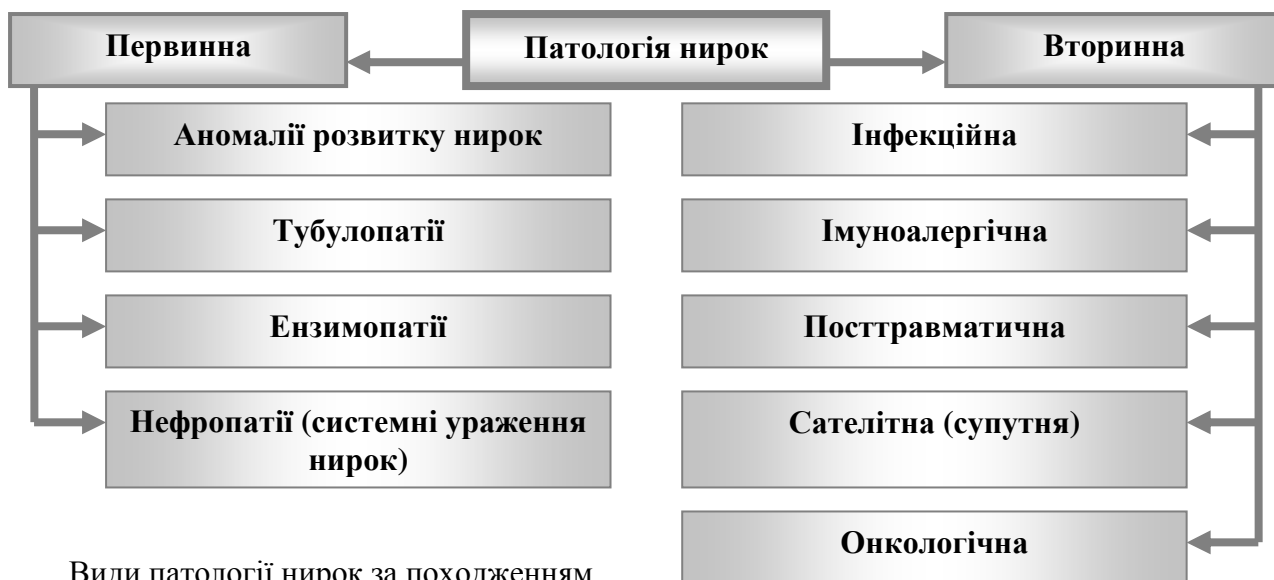 Патологія нирок
Первинна
Вторинна
Аномалії розвитку нирок
Тубулопатії
Ензимопатії
Нефропатії (системні ураження
нирок)
Інфекційна
Імуноалергічна
Посттравматична
Сателітна (супутня)
Онкологічна
Види патології нирок за походженням